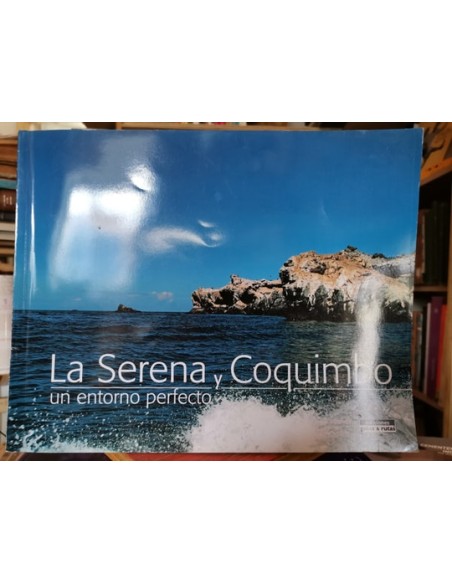 La Serena y Coquimbo
un entorno perfecto